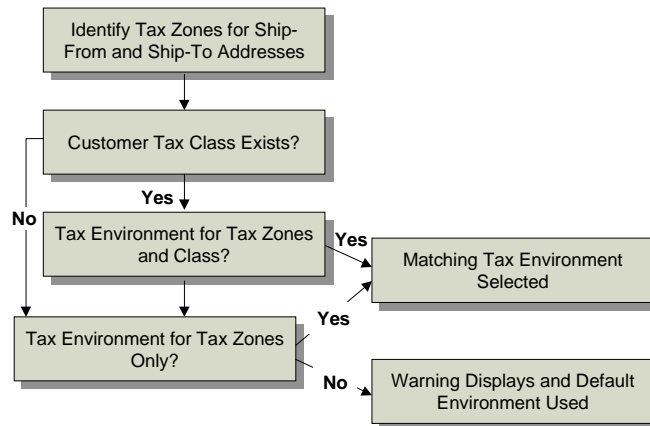 Identify Tax Zones for Ship-
From and Ship-To Addresses
Customer Tax Class Exists?
Yes
No
Tax Environment for Tax Zones
and Class?
Yes
Matching Tax Environment
Selected
Tax Environment for Tax Zones
Only?
Yes
No
Warning Displays and Default
Environment Used